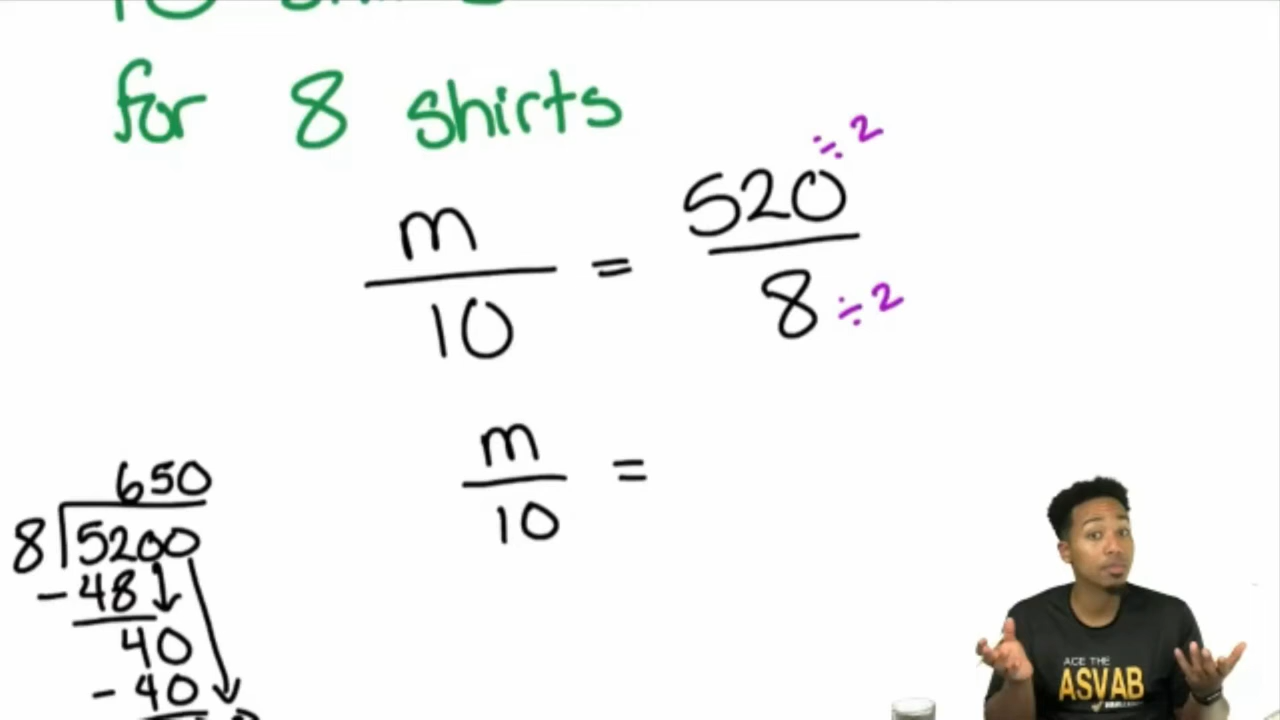 for 8 shirts
m/10 = 520 ÷ 2/8 ÷ 2
m/10 =
650
8 5200
- 48
40
- 40
ACE THE
ASVAB